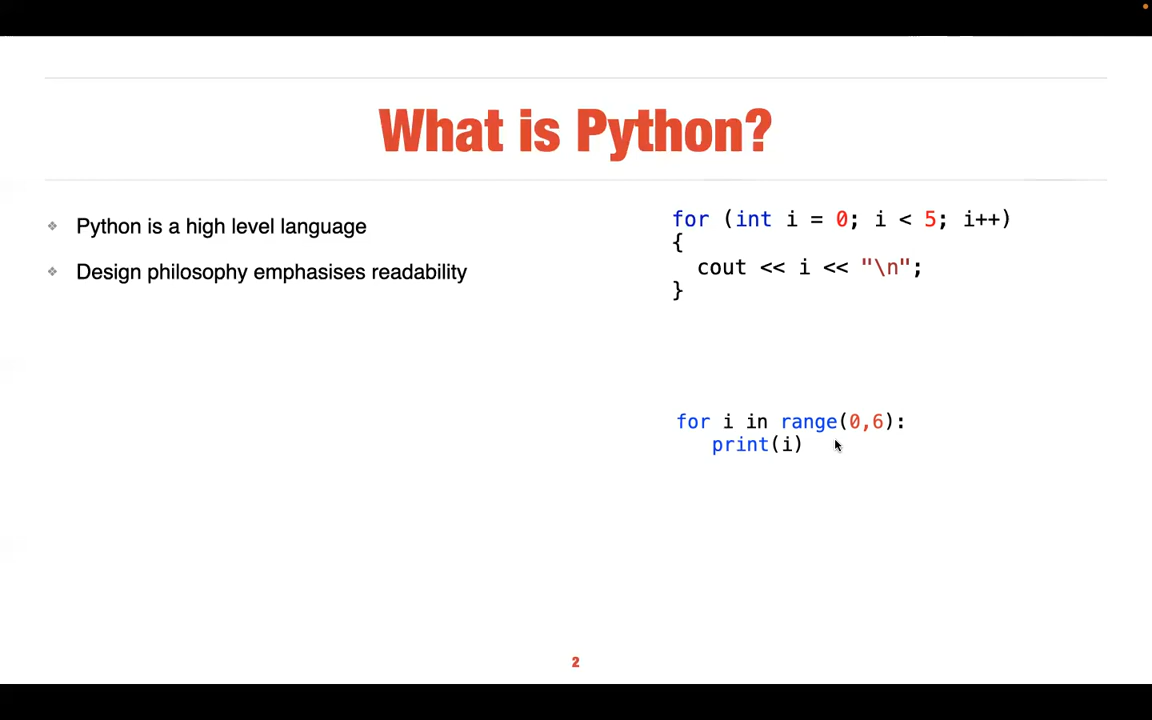 What is Python?
Python is a high level language
Design philosophy emphasises readability
for (int i = 0; i < 5; i++)
{
  cout << i << "\n";
}
for i in range(0,6):
   print(i)
2